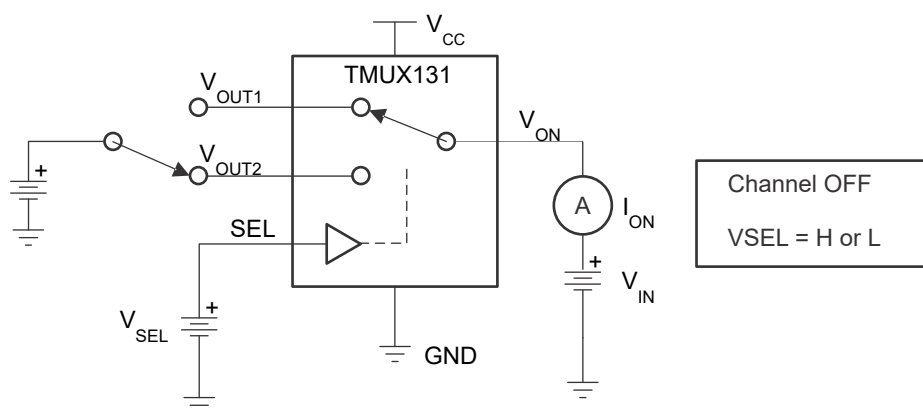 VCC
TMUX131
VOUT1
VON
+
VOUT2
Channel OFF
A
ION
VSEL = H or L
SEL
+
VIN
+
VSEL
GND